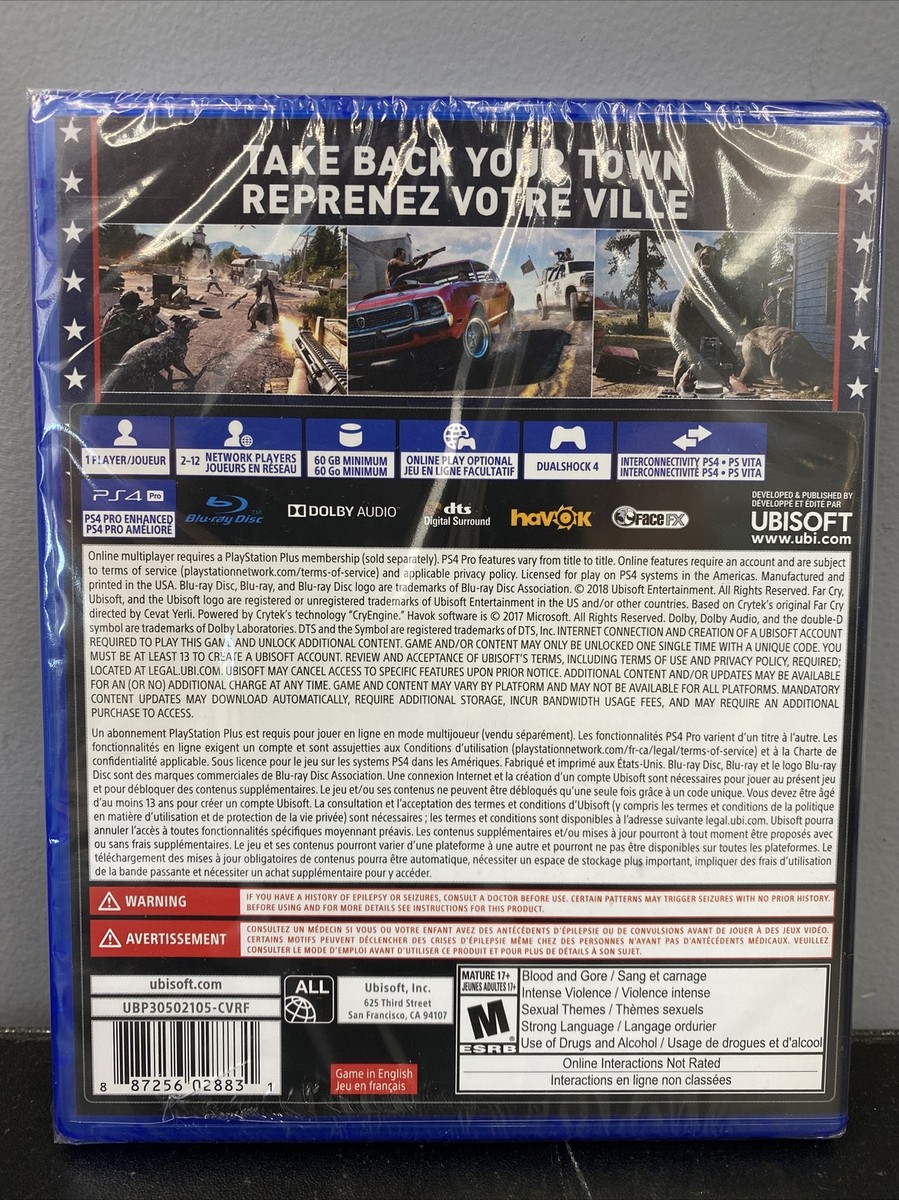 TAKE BACK YOUR TOWN
REPRENEZ VOTRE VILLE
1 PLAYER/JOUEUR
2-12 NETWORK PLAYERS
JOUEURS EN RÉSEAU
60 GB MINIMUM
60 Go MINIMUM
ONLINE PLAY OPTIONAL
JEU EN LIGNE FACULTATIF
DUALSHOCK 4
INTERCONNECTIVITY PS4 • PS VITA
INTERCONNECTIVITÉ PS4 • PS VITA
PS4 Pro
PS4 PRO ENHANCED
PS4 PRO AMÉLIORÉ
Blu-ray Disc™
DOLBY AUDIO™
dts
Digital Surround
havok
FaceFX
DEVELOPED & PUBLISHED BY
DÉVELOPPÉ ET ÉDITÉ PAR
UBISOFT
www.ubi.com
Online multiplayer requires a PlayStation Plus membership (sold separately). PS4 Pro features vary from title to title. Online features require an account and are subject
to terms of service (playstationnetwork.com/terms-of-service) and applicable privacy policy. Licensed for play on PS4 systems in the Americas. Manufactured and
printed in the USA. Blu-ray Disc, Blu-ray, and Blu-ray Disc logo are trademarks of Blu-ray Disc Association. © 2018 Ubisoft Entertainment. All Rights Reserved. Far Cry,
Ubisoft, and the Ubisoft logo are registered or unregistered trademarks of Ubisoft Entertainment in the US and/or other countries. Based on Crytek's original Far Cry
directed by Cevat Yerli. Powered by Crytek's technology "CryEngine." Havok software is © 2017 Microsoft. All Rights Reserved. Dolby, Dolby Audio, and the double-D
symbol are trademarks of Dolby Laboratories. DTS and the Symbol are registered trademarks of DTS, Inc. INTERNET CONNECTION AND CREATION OF A UBISOFT ACCOUNT
REQUIRED TO PLAY THIS GAME AND UNLOCK ADDITIONAL CONTENT. GAME AND/OR CONTENT MAY ONLY BE UNLOCKED ONE SINGLE TIME WITH A UNIQUE CODE. YOU
MUST BE AT LEAST 13 TO CREATE A UBISOFT ACCOUNT. REVIEW AND ACCEPTANCE OF UBISOFT'S TERMS, INCLUDING TERMS OF USE AND PRIVACY POLICY, REQUIRED;
LOCATED AT LEGAL.UBI.COM. UBISOFT MAY CANCEL ACCESS TO SPECIFIC FEATURES UPON PRIOR NOTICE. ADDITIONAL CONTENT AND/OR UPDATES MAY BE AVAILABLE
FOR AN (OR NO) ADDITIONAL CHARGE AT ANY TIME. GAME AND CONTENT MAY VARY BY PLATFORM AND MAY NOT BE AVAILABLE FOR ALL PLATFORMS. MANDATORY
CONTENT UPDATES MAY DOWNLOAD AUTOMATICALLY, REQUIRE ADDITIONAL STORAGE, INCUR BANDWIDTH USAGE FEES, AND MAY REQUIRE AN ADDITIONAL
PURCHASE TO ACCESS.
Un abonnement PlayStation Plus est requis pour jouer en ligne en mode multijoueur (vendu séparément). Les fonctionnalités PS4 Pro varient d'un titre à l'autre. Les
fonctionnalités en ligne exigent un compte et sont assujetties aux Conditions d'utilisation (playstationnetwork.com/fr-ca/legal/terms-of-service) et à la Charte de
confidentialité applicable. Sous licence pour le jeu sur les systèmes PS4 dans les Amériques. Fabriqué et imprimé aux États-Unis. Blu-ray Disc, Blu-ray et le logo Blu-ray
Disc sont des marques commerciales de Blu-ray Disc Association. Une connexion Internet et la création d'un compte Ubisoft sont nécessaires pour jouer au présent jeu
et pour débloquer des contenus supplémentaires. Le jeu et/ou ses contenus ne peuvent être débloqués qu'une seule fois grâce à un code unique. Vous devez être âgé
d'au moins 13 ans pour créer un compte Ubisoft. La consultation et l'acceptation des termes et conditions d'Ubisoft (y compris les termes et conditions de la politique
en matière d'utilisation et de protection de la vie privée) sont nécessaires ; les termes et conditions sont disponibles à l'adresse suivante legal.ubi.com. Ubisoft pourra
annuler l'accès à toutes fonctionnalités spécifiques moyennant préavis. Les contenus supplémentaires et/ou mises à jour pourront à tout moment être proposés avec
ou sans frais supplémentaires. Le jeu et ses contenus pourront varier d'une plateforme à une autre et pourront ne pas être disponibles sur toutes les plateformes. Le
téléchargement des mises à jour obligatoires de contenus pourra être automatique, nécessiter un espace de stockage plus important, impliquer des frais d'utilisation
de la bande passante et nécessiter un achat supplémentaire pour y accéder.
WARNING
IF YOU HAVE A HISTORY OF EPILEPSY OR SEIZURES, CONSULT A DOCTOR BEFORE USE. CERTAIN PATTERNS MAY TRIGGER SEIZURES WITH NO PRIOR HISTORY.
BEFORE USING AND FOR MORE DETAILS SEE INSTRUCTIONS FOR THIS PRODUCT.
AVERTISSEMENT
CONSULTEZ UN MÉDECIN SI VOUS OU VOTRE ENFANT AVEZ DES ANTÉCÉDENTS D'ÉPILEPSIE OU DE CONVULSIONS AVANT DE JOUER À DES JEUX VIDÉO.
CERTAINS MOTIFS PEUVENT DÉCLENCHER DES CRISES D'ÉPILEPSIE MÊME CHEZ DES PERSONNES N'AYANT PAS D'ANTÉCÉDENTS MÉDICAUX. VEUILLEZ
CONSULTER LE MODE D'EMPLOI AVANT D'UTILISER CE PRODUIT ET POUR PLUS DE DÉTAILS À SON SUJET.
ubisoft.com
UBP30502105-CVRF
8 87256 02883 1
ALL
Ubisoft, Inc.
625 Third Street
San Francisco, CA 94107
Game in English
Jeu en français
MATURE 17+
JEUNES ADULTES 17+
M
ESRB
Blood and Gore / Sang et carnage
Intense Violence / Violence intense
Sexual Themes / Thèmes sexuels
Strong Language / Langage ordurier
Use of Drugs and Alcohol / Usage de drogues et d'alcool
Online Interactions Not Rated
Interactions en ligne non classées